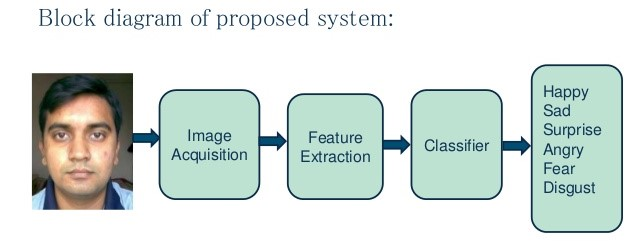 Block diagram of proposed system:
Image
Acquisition
Feature
Extraction
Classifier
Happy
Sad
Surprise
Angry
Fear
Disgust